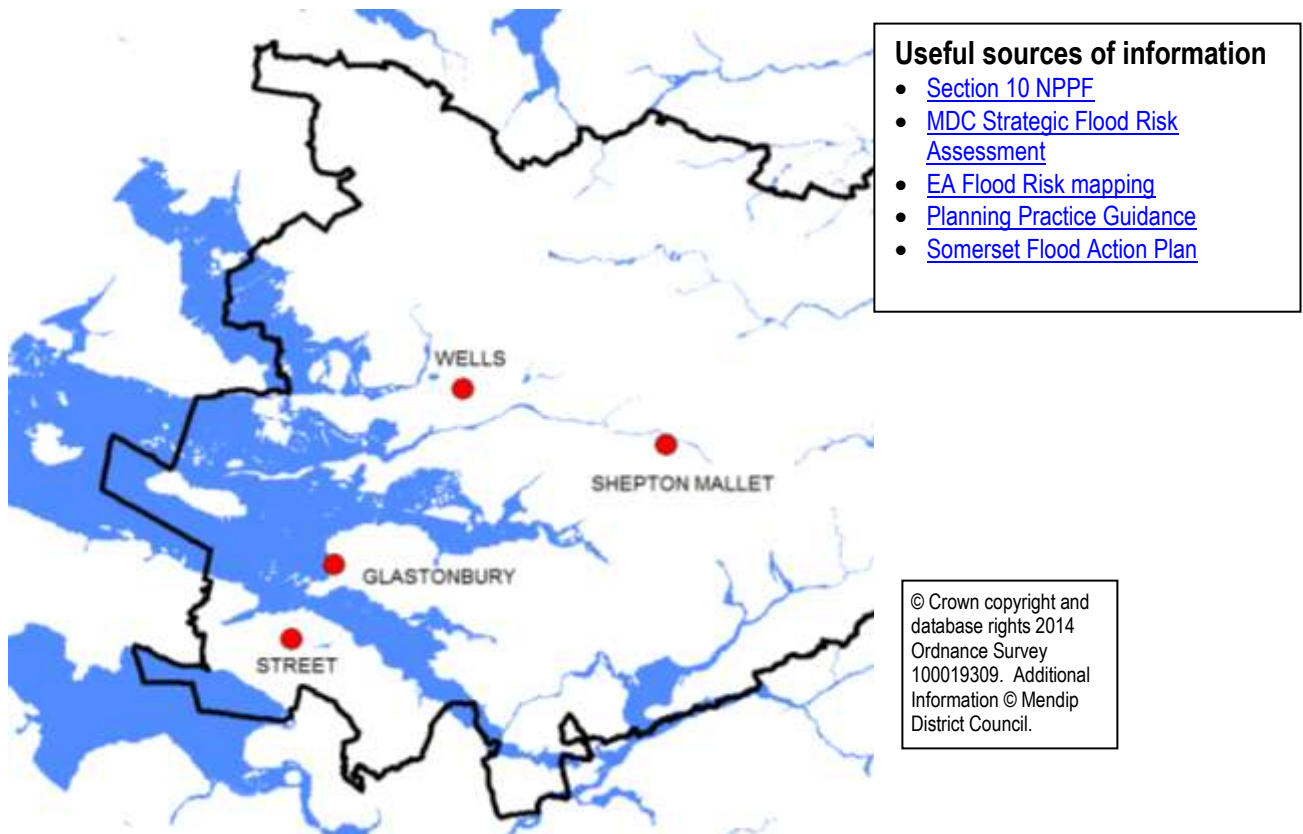 WELLS
SHEPTON MALLET
GLASTONBURY
STREET
Useful sources of information
• Section 10 NPPF
• MDC Strategic Flood Risk
Assessment
• EA Flood Risk mapping
• Planning Practice Guidance
• Somerset Flood Action Plan
© Crown copyright and
database rights 2014
Ordnance Survey
100019309. Additional
Information © Mendip
District Council.